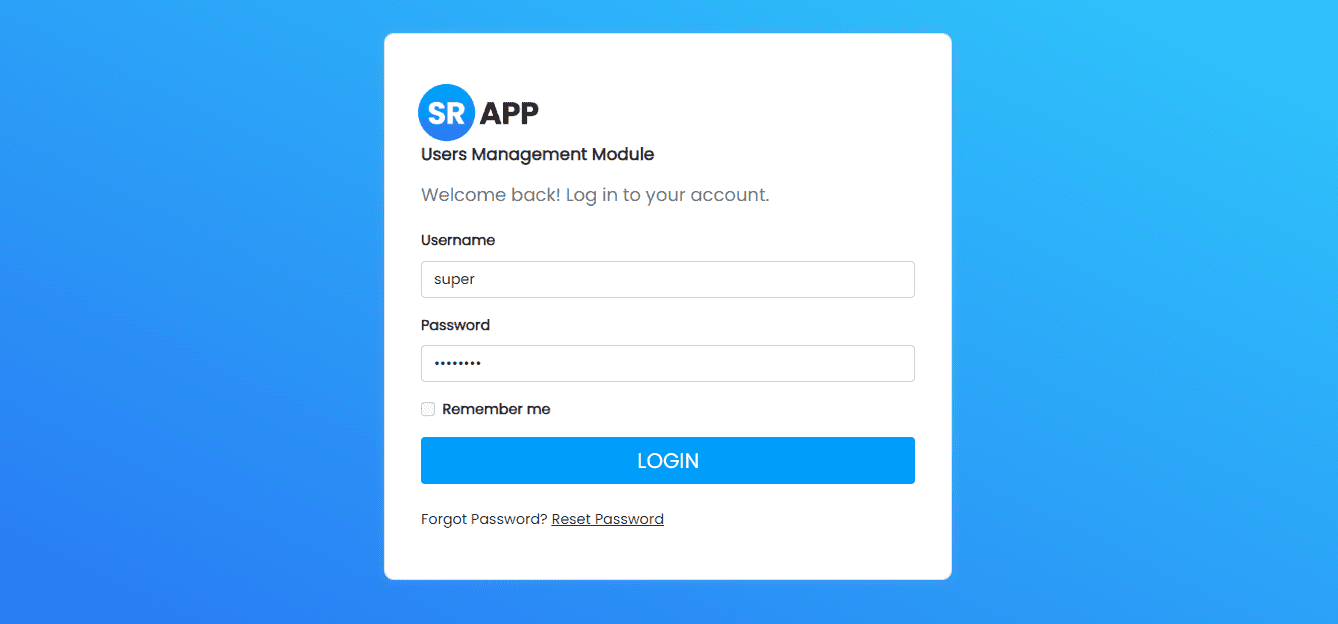 SR APP
Users Management Module
Welcome back! Log in to your account.
Username
super
Password
••••••••
Remember me
LOGIN
Forgot Password? Reset Password